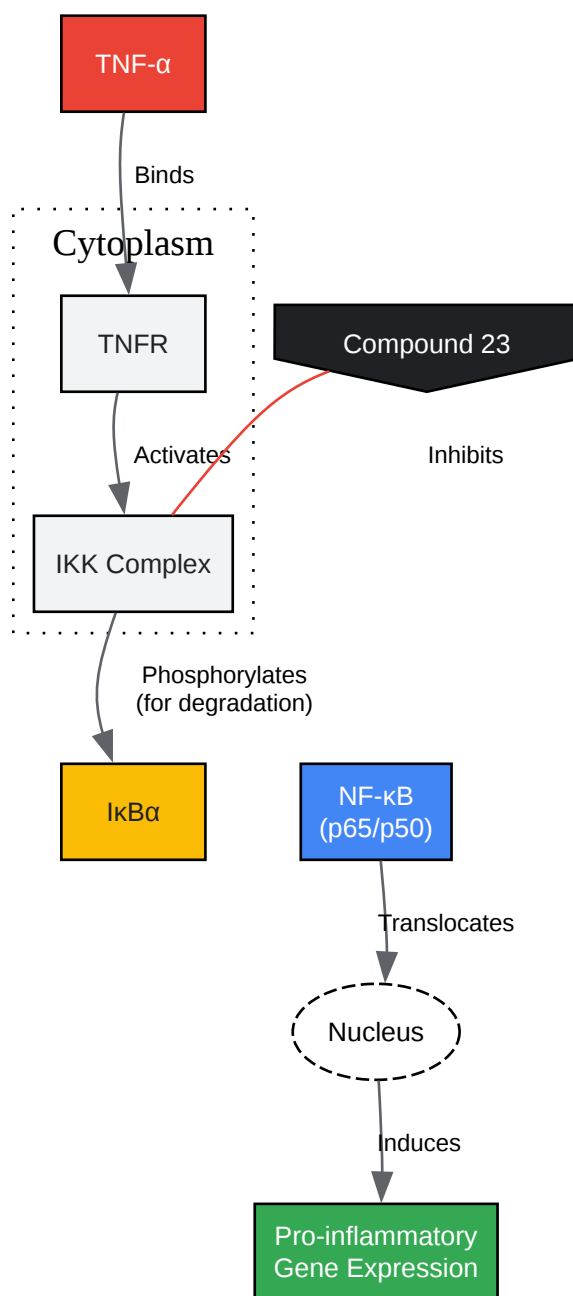 TNF-α
Binds
Cytoplasm
TNFR
Compound 23
Activates
Inhibits
IKK Complex
Phosphorylates
(for degradation)
IκBα
NF-κB
(p65/p50)
Translocates
Nucleus
Induces
Pro-inflammatory
Gene Expression